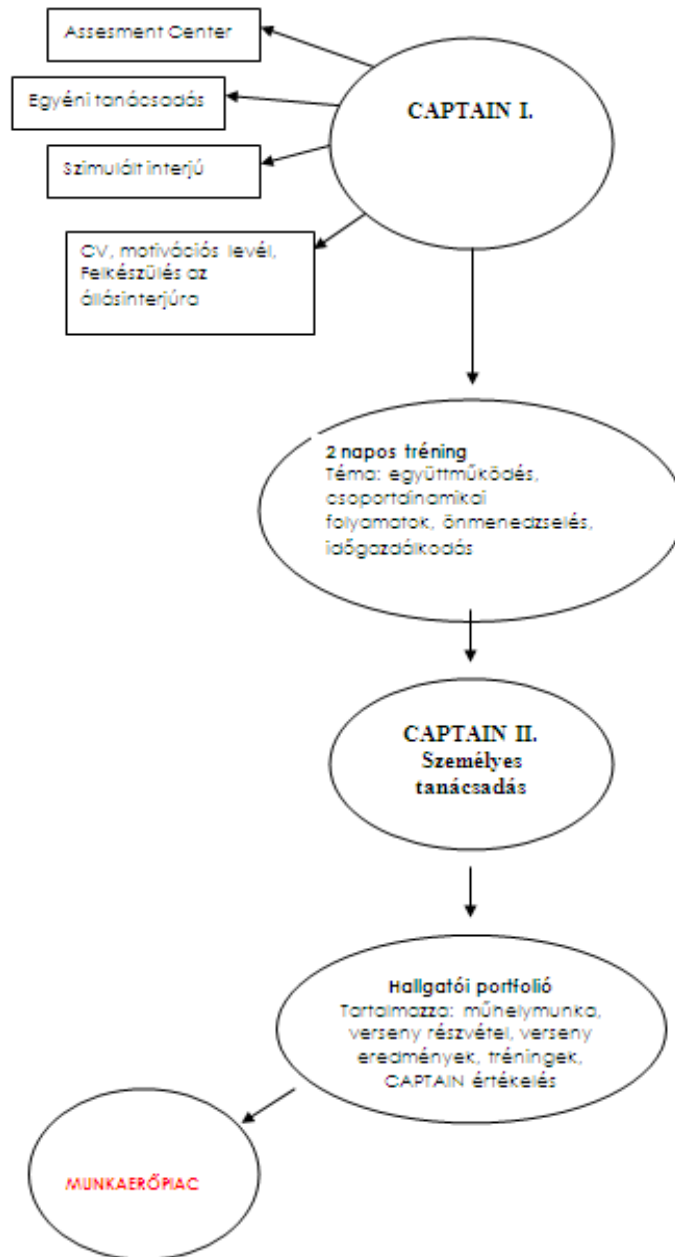 Assesment Center
CAPTAIN I.
Egyéni tanácsadás
Szimulált interjú
CV, motivációs levél,
Felkészülés az
állásinterjúra
2 napos tréning
Téma: együttműködés,
csoportdinamikai
folyamatok, önmenedzselés,
időgazdálkodás
CAPTAIN II.
Személyes
tanácsadás
Hallgatói portfolió
Tartalmazza: műhelymunka,
verseny részvétel, verseny
eredmények, tréningek,
CAPTAIN értékelés
MUNKAERŐPIAC